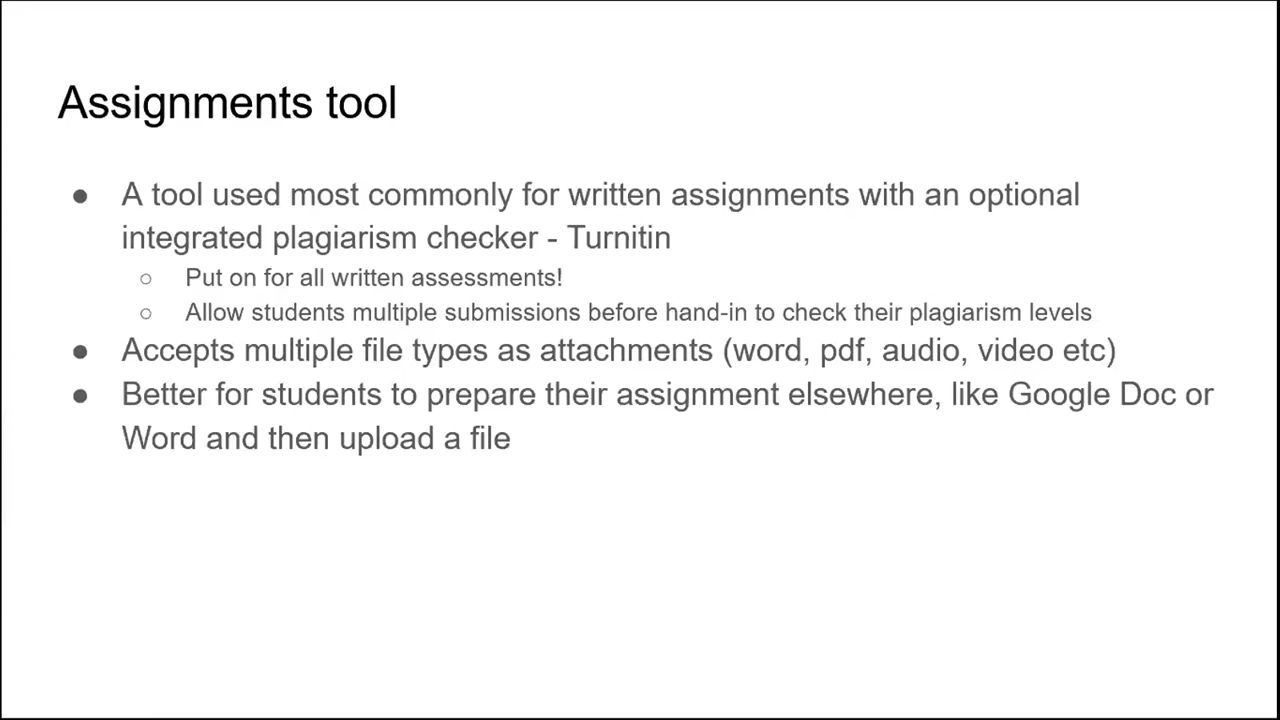 Assignments tool
● A tool used most commonly for written assignments with an optional
integrated plagiarism checker - Turnitin
○ Put on for all written assessments!
○ Allow students multiple submissions before hand-in to check their plagiarism levels
● Accepts multiple file types as attachments (word, pdf, audio, video etc)
● Better for students to prepare their assignment elsewhere, like Google Doc or
Word and then upload a file